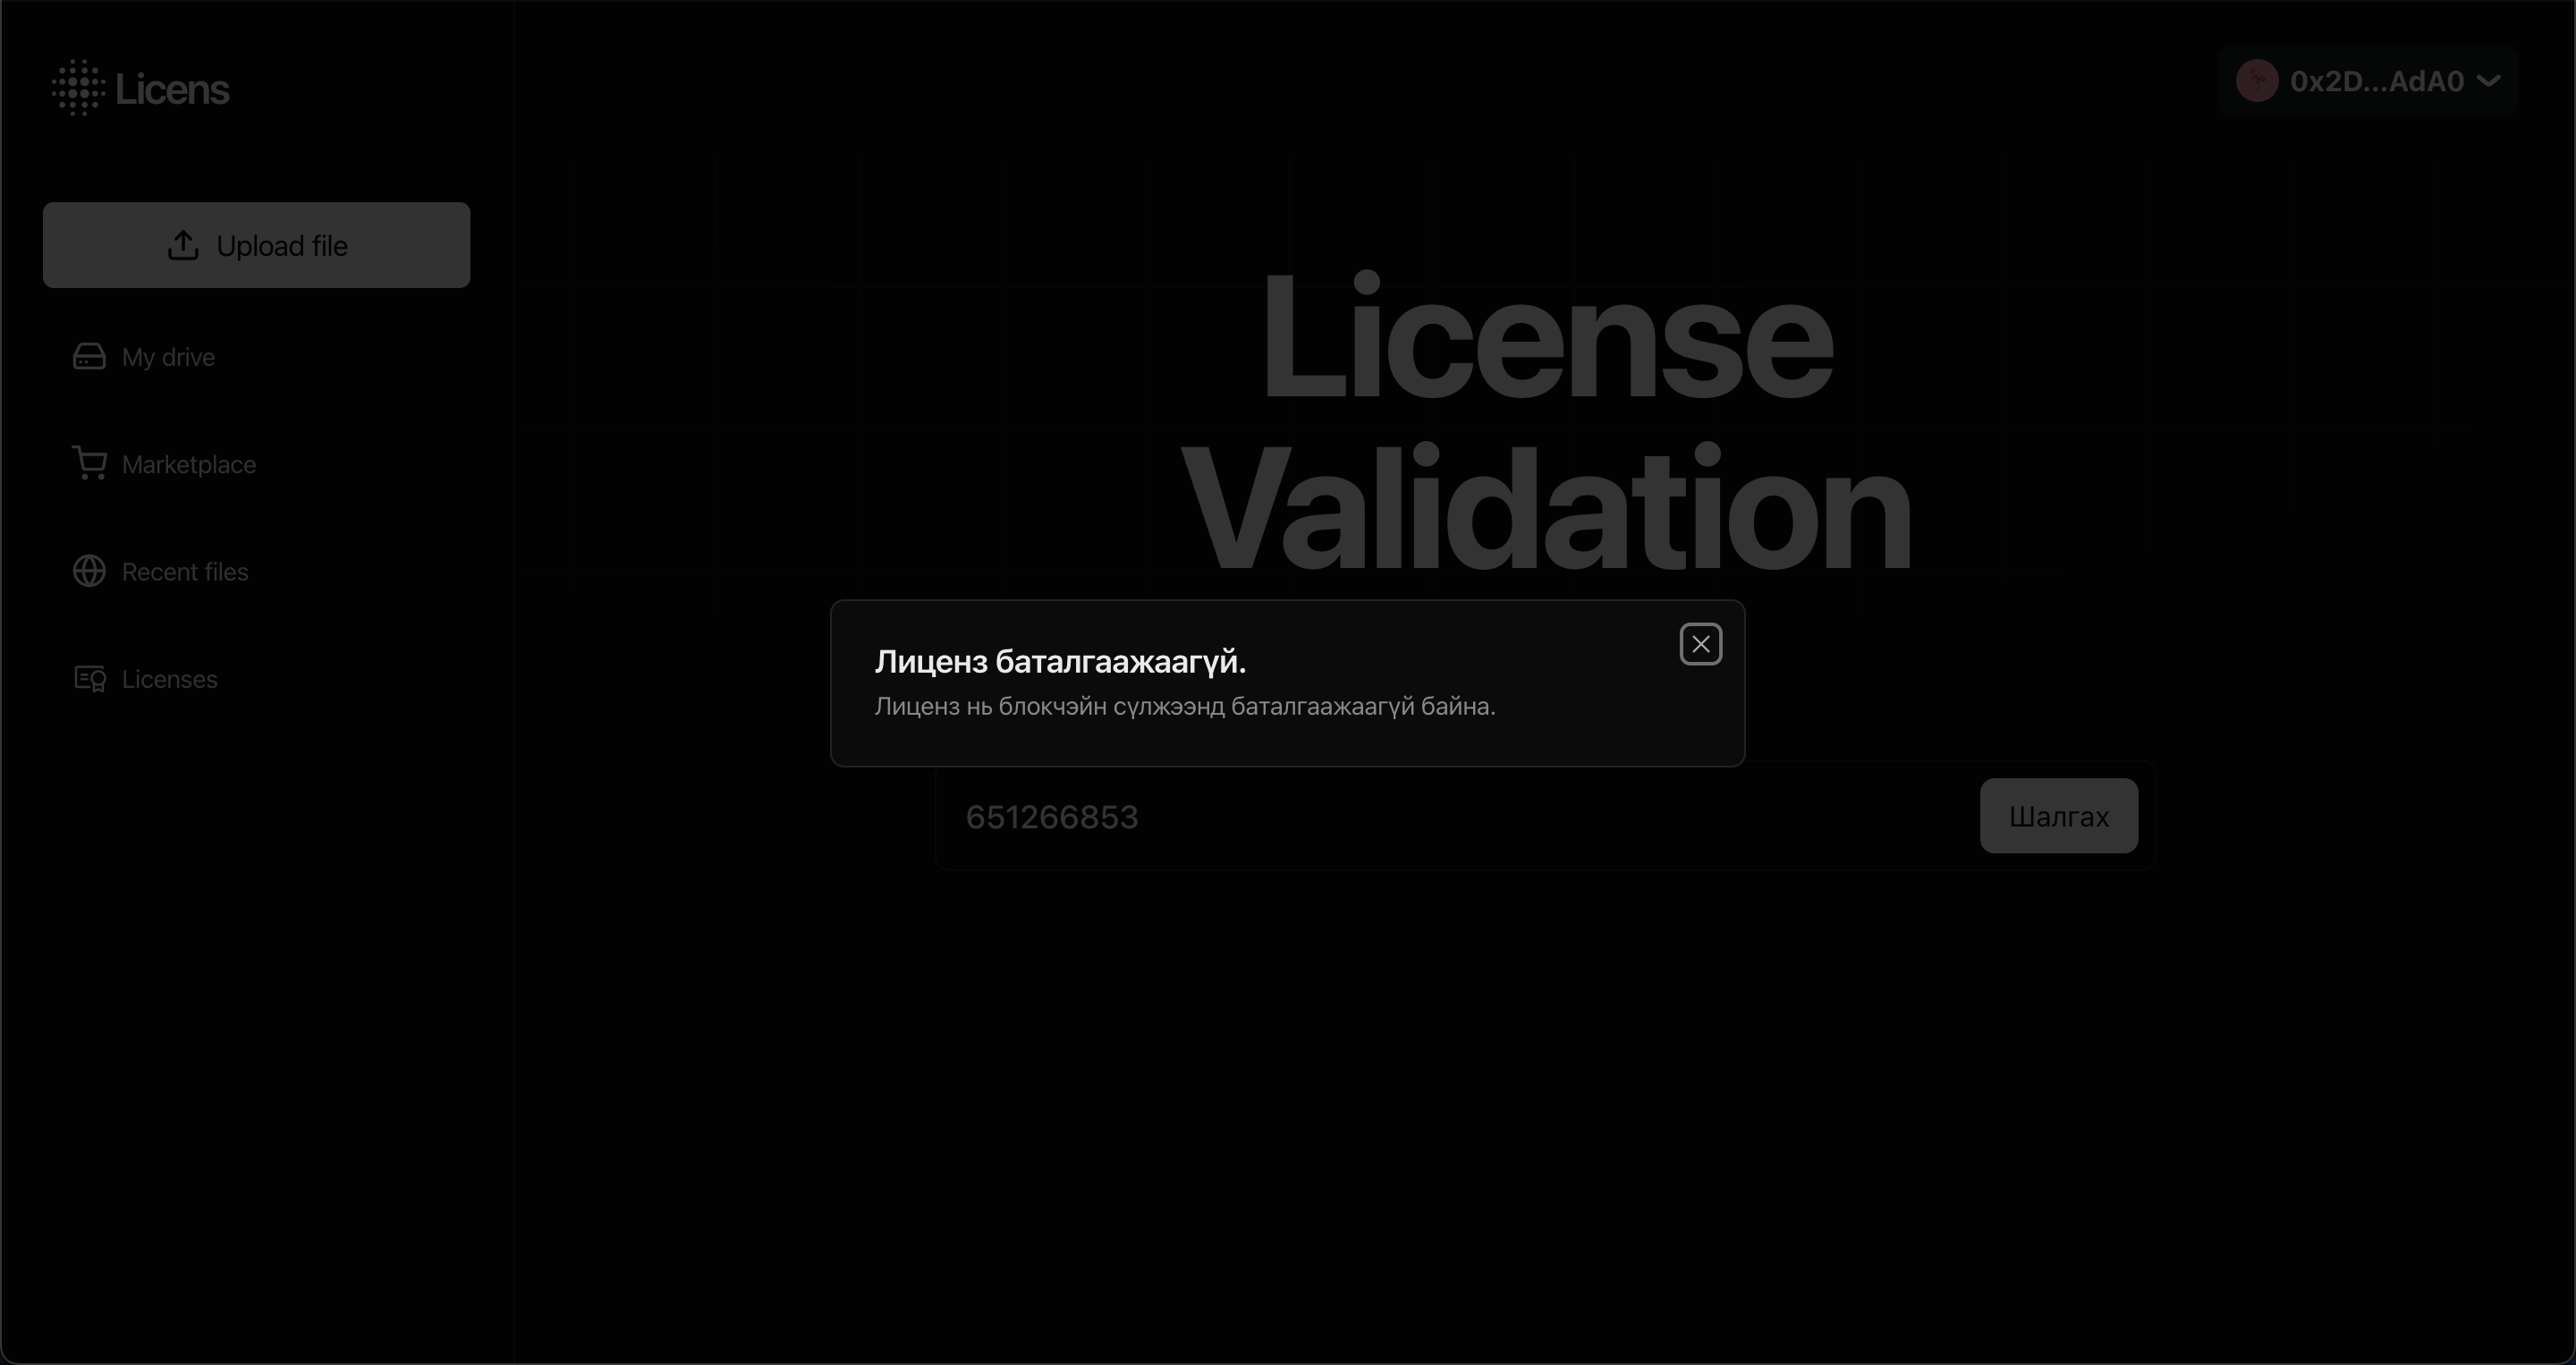 Licens
0x2D...AdA0
Upload file
My drive
Marketplace
Recent files
Licenses
License
Validation
Лиценз баталгаажаагүй.
Лиценз нь блокчэйн сүлжээнд баталгаажаагүй байна.
651266853
Шалгах